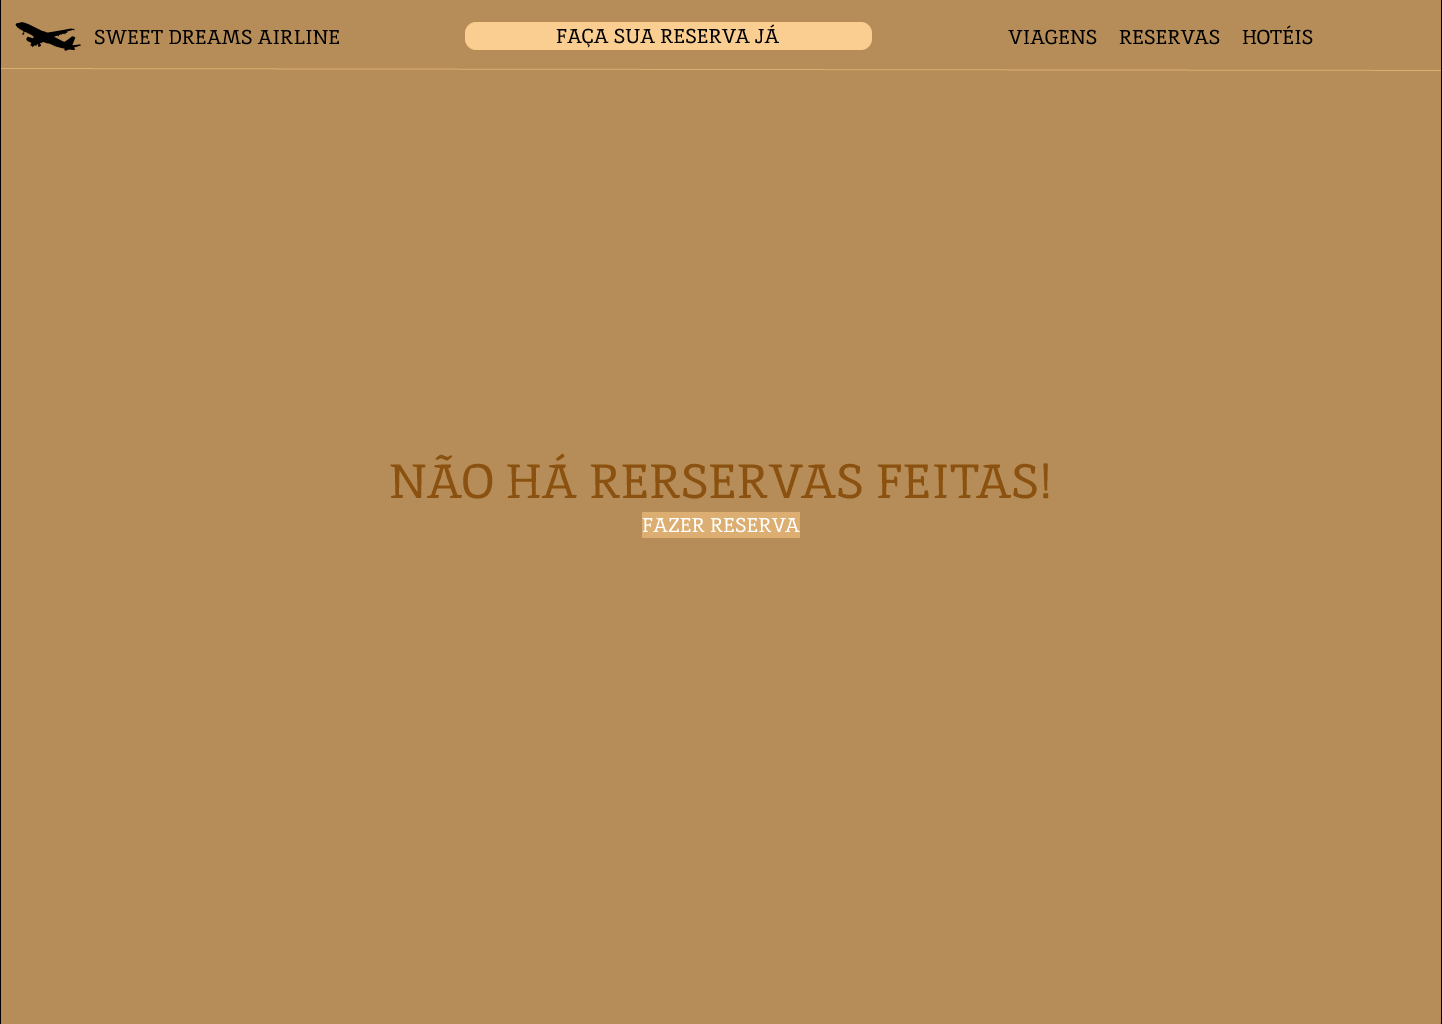 SWEET DREAMS AIRLINE
FAÇA SUA RESERVA JÁ
VIAGENS RESERVAS HOTÉIS
NÃO HÁ RERSERVAS FEITAS!
FAZER RESERVA